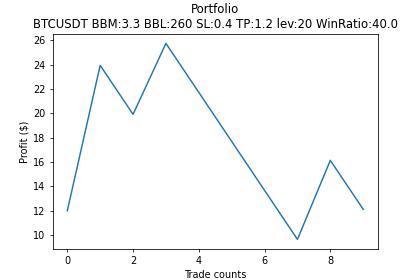 Portfolio
BTCUSDT BBM:3.3 BBL:260 SL:0.4 TP:1.2 lev:20 WinRatio:40.0
26
24
22
20
18
16
14
12
10
Profit ($)
0 2 4 6 8
Trade counts